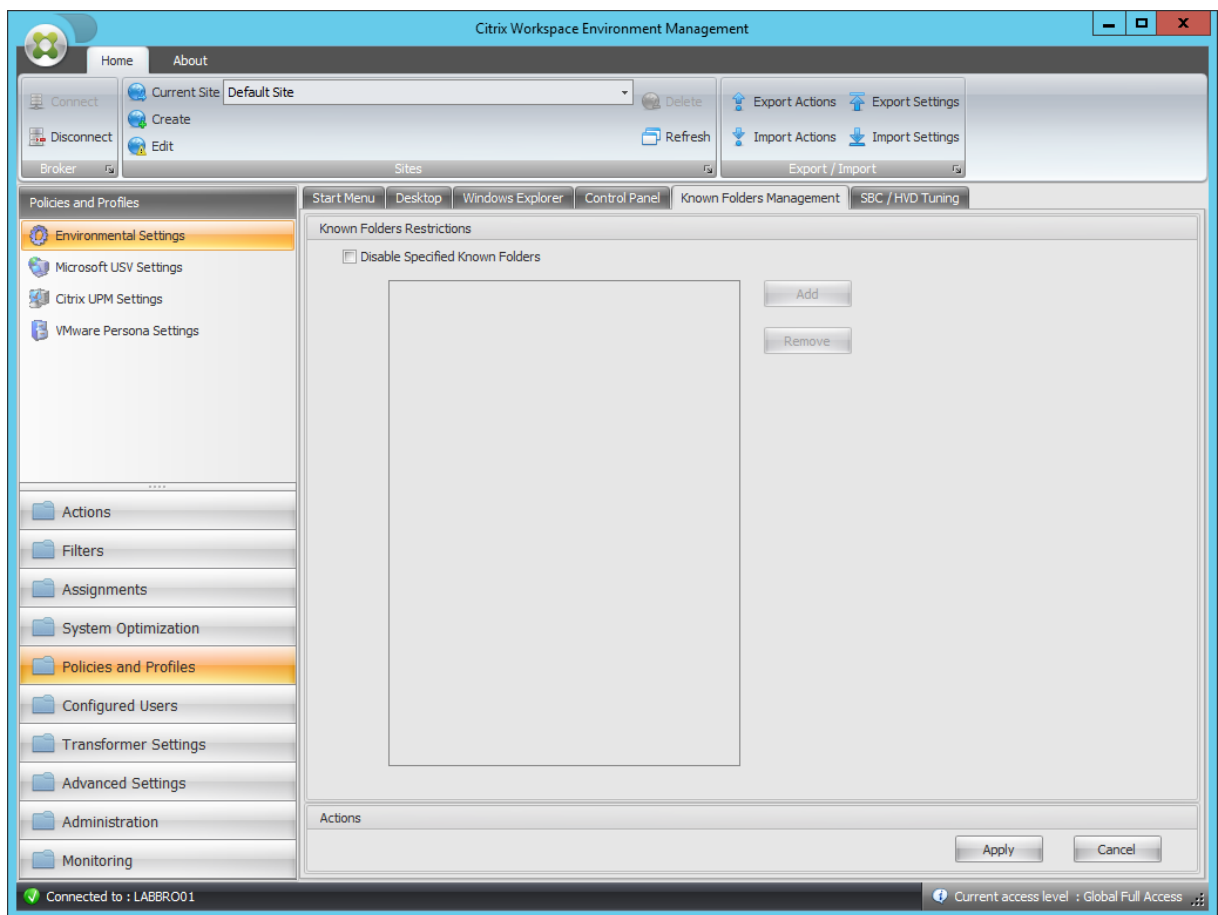 Citrix Workspace Environment Management
Home About
Connect
Disconnect
Broker
Current Site Default Site
Create
Edit
Delete
Refresh
Sites
Export Actions Export Settings
Import Actions Import Settings
Export / Import
Policies and Profiles
Environmental Settings
Microsoft USV Settings
Citrix UPM Settings
VMware Persona Settings
Actions
Filters
Assignments
System Optimization
Policies and Profiles
Configured Users
Transformer Settings
Advanced Settings
Administration
Monitoring
Start Menu Desktop Windows Explorer Control Panel Known Folders Management SBC / HVD Tuning
Known Folders Restrictions
Disable Specified Known Folders
Add
Remove
Actions
Apply Cancel
Connected to : LABBRO01
Current access level : Global Full Access